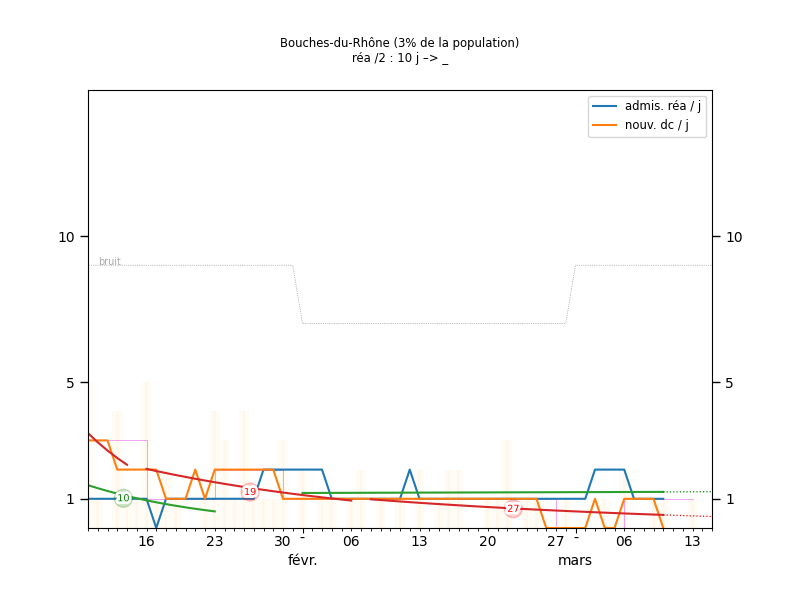 Bouches-du-Rhône (3% de la population)
réa /2 : 10 j –> _
admis. réa / j
nouv. dc / j
10
10
bruit
5
5
10
19
27
1
1
16
23
30
-
06
13
20
27
-
06
13
févr.
mars